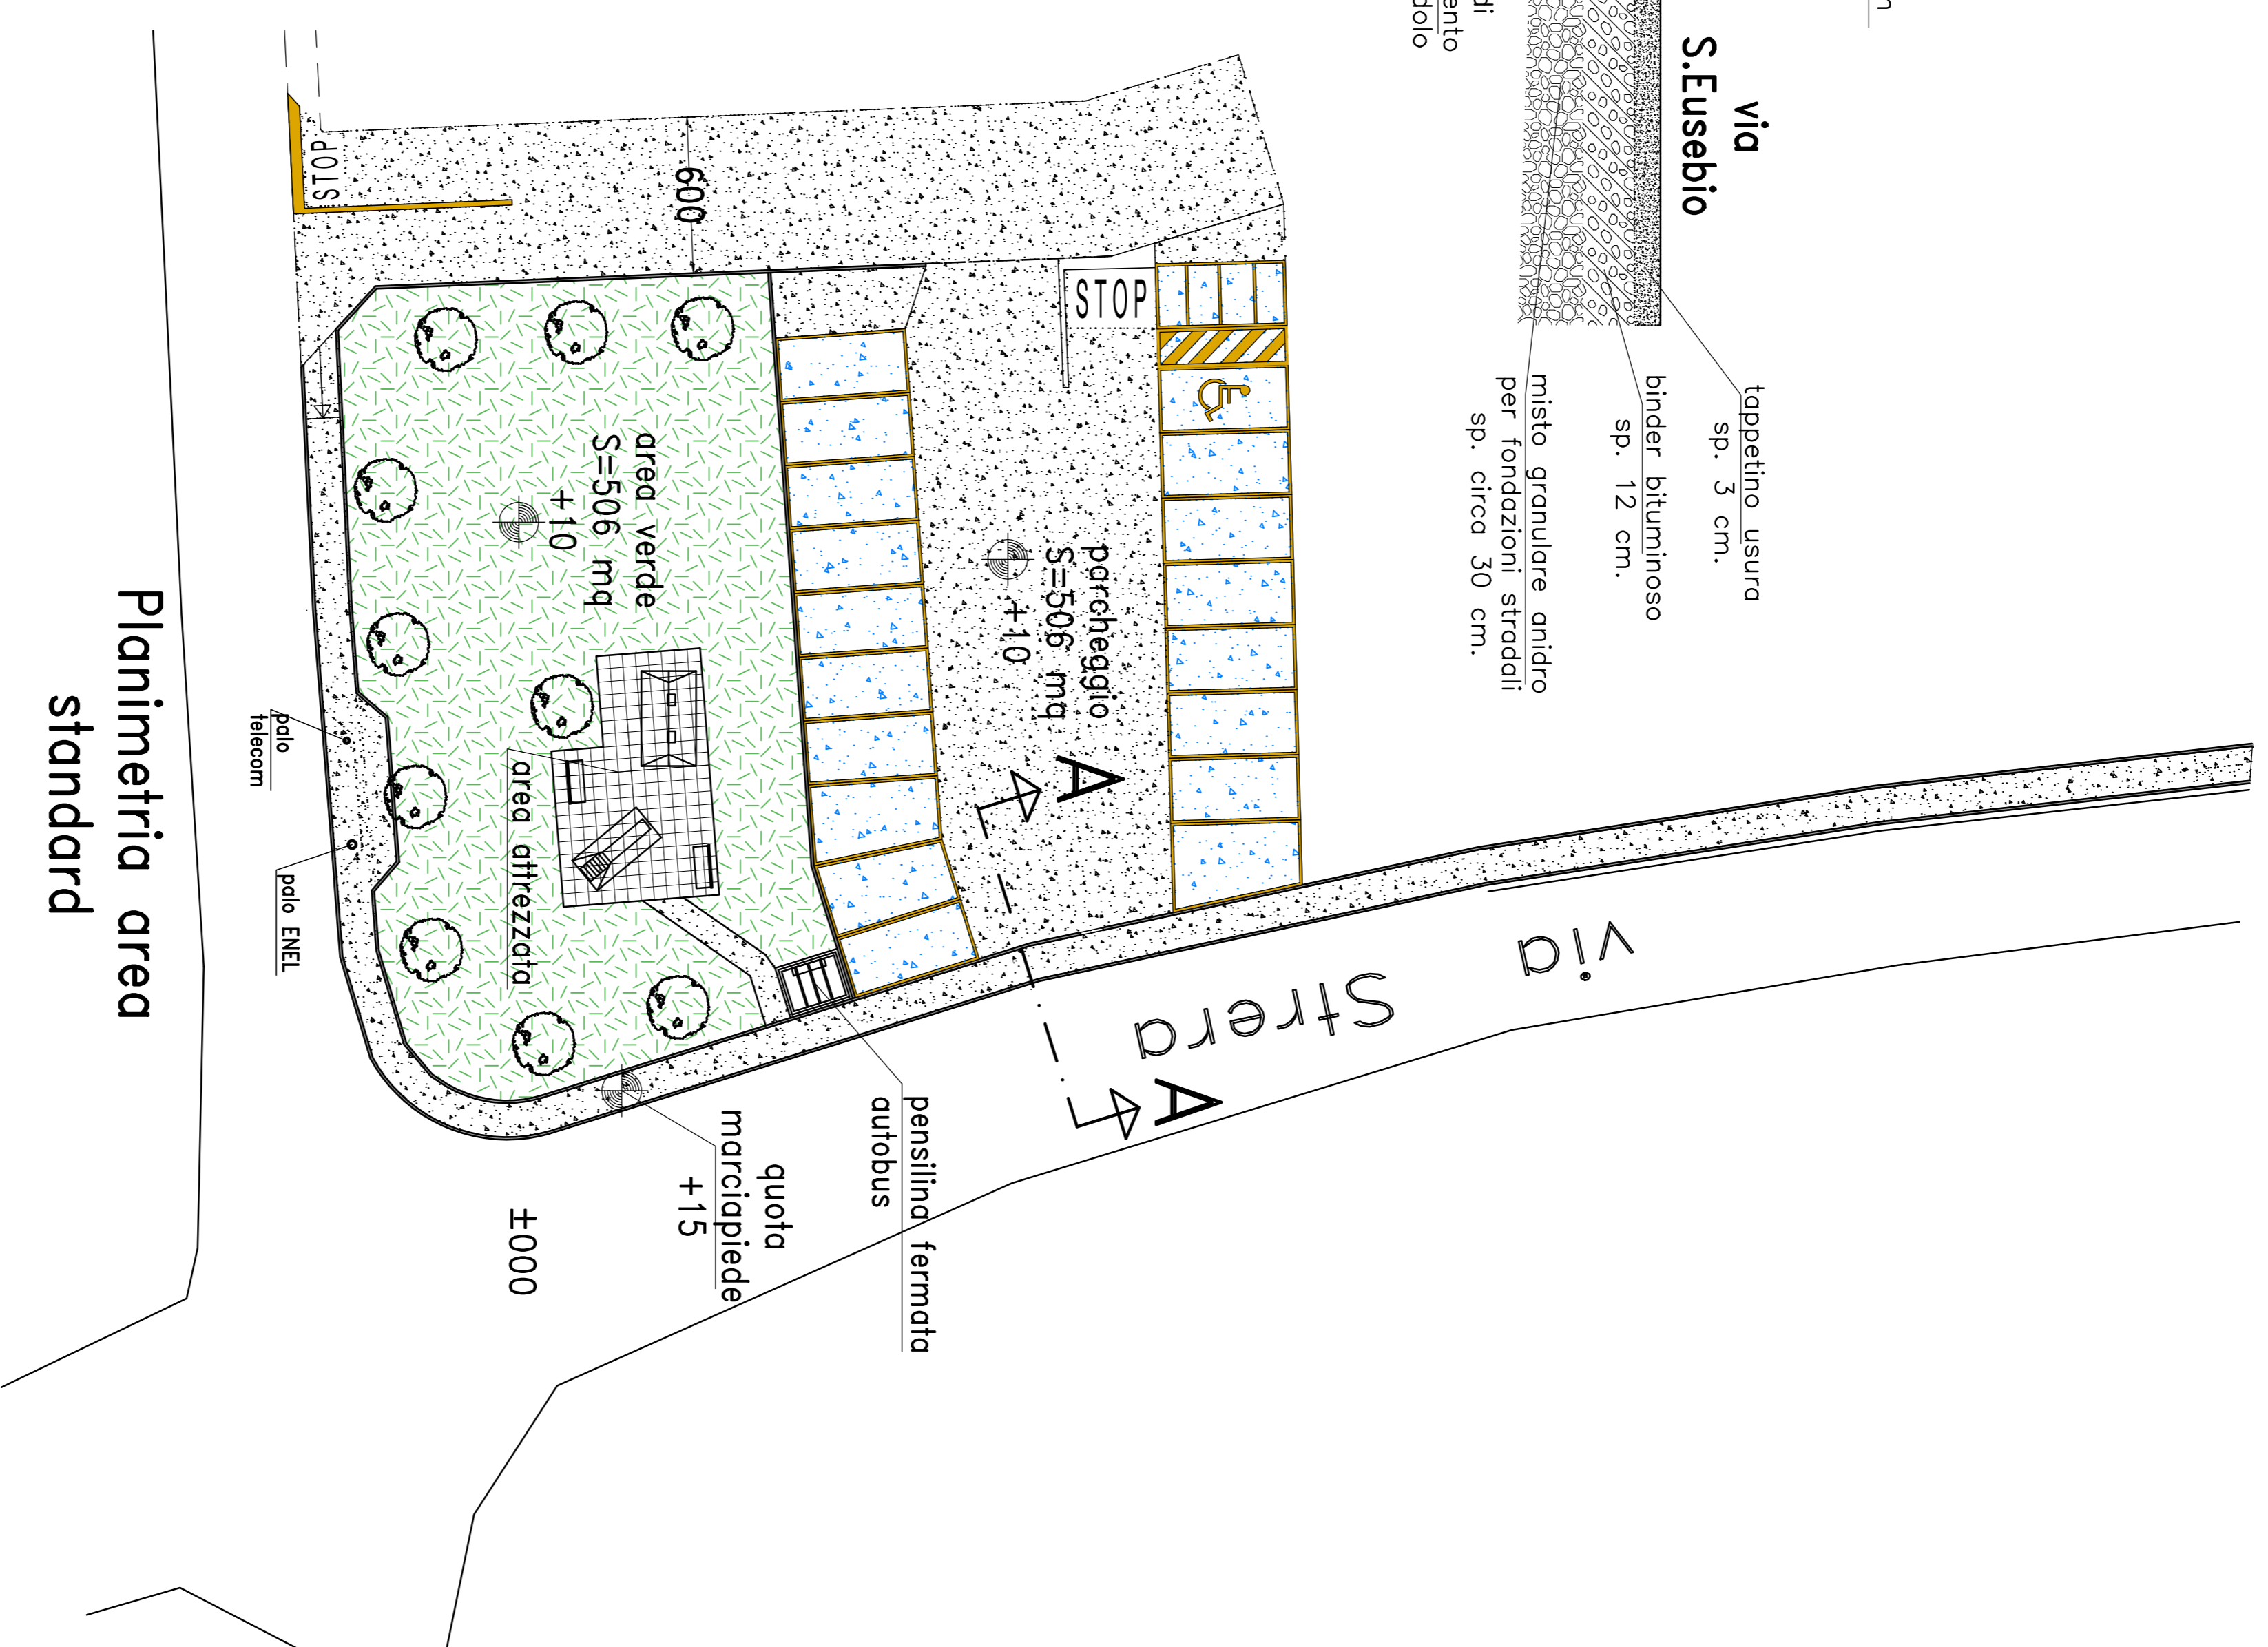 via
S.Eusebio
tappetino usura
sp. 3 cm.
binder bituminoso
sp. 12 cm.
misto granulare anidro
per fondazioni stradali
sp. circa 30 cm.
di
STOP
600
STOP
parcheggio
S=506 mq
+10
area verde
S=506 mq
+10
area attrezzata
A
A
via
Strera
pensilina fermata
autobus
quota
marciapiede
+15
±000
palo
telecom
palo ENEL
Planimetria area
standard